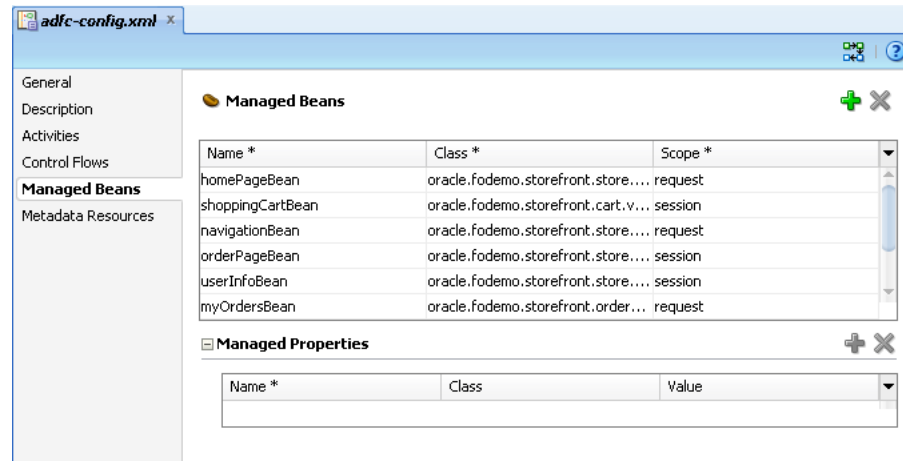 adfc-config.xml
General
Description
Activities
Control Flows
Managed Beans
Metadata Resources
Managed Beans
Name * Class * Scope *
homePageBean oracle.fodemo.storefront.store.... request
shoppingCartBean oracle.fodemo.storefront.cart.v... session
navigationBean oracle.fodemo.storefront.store.... request
orderPageBean oracle.fodemo.storefront.store.... session
userInfoBean oracle.fodemo.storefront.store.... session
myOrdersBean oracle.fodemo.storefront.order... request
Managed Properties
Name * Class Value